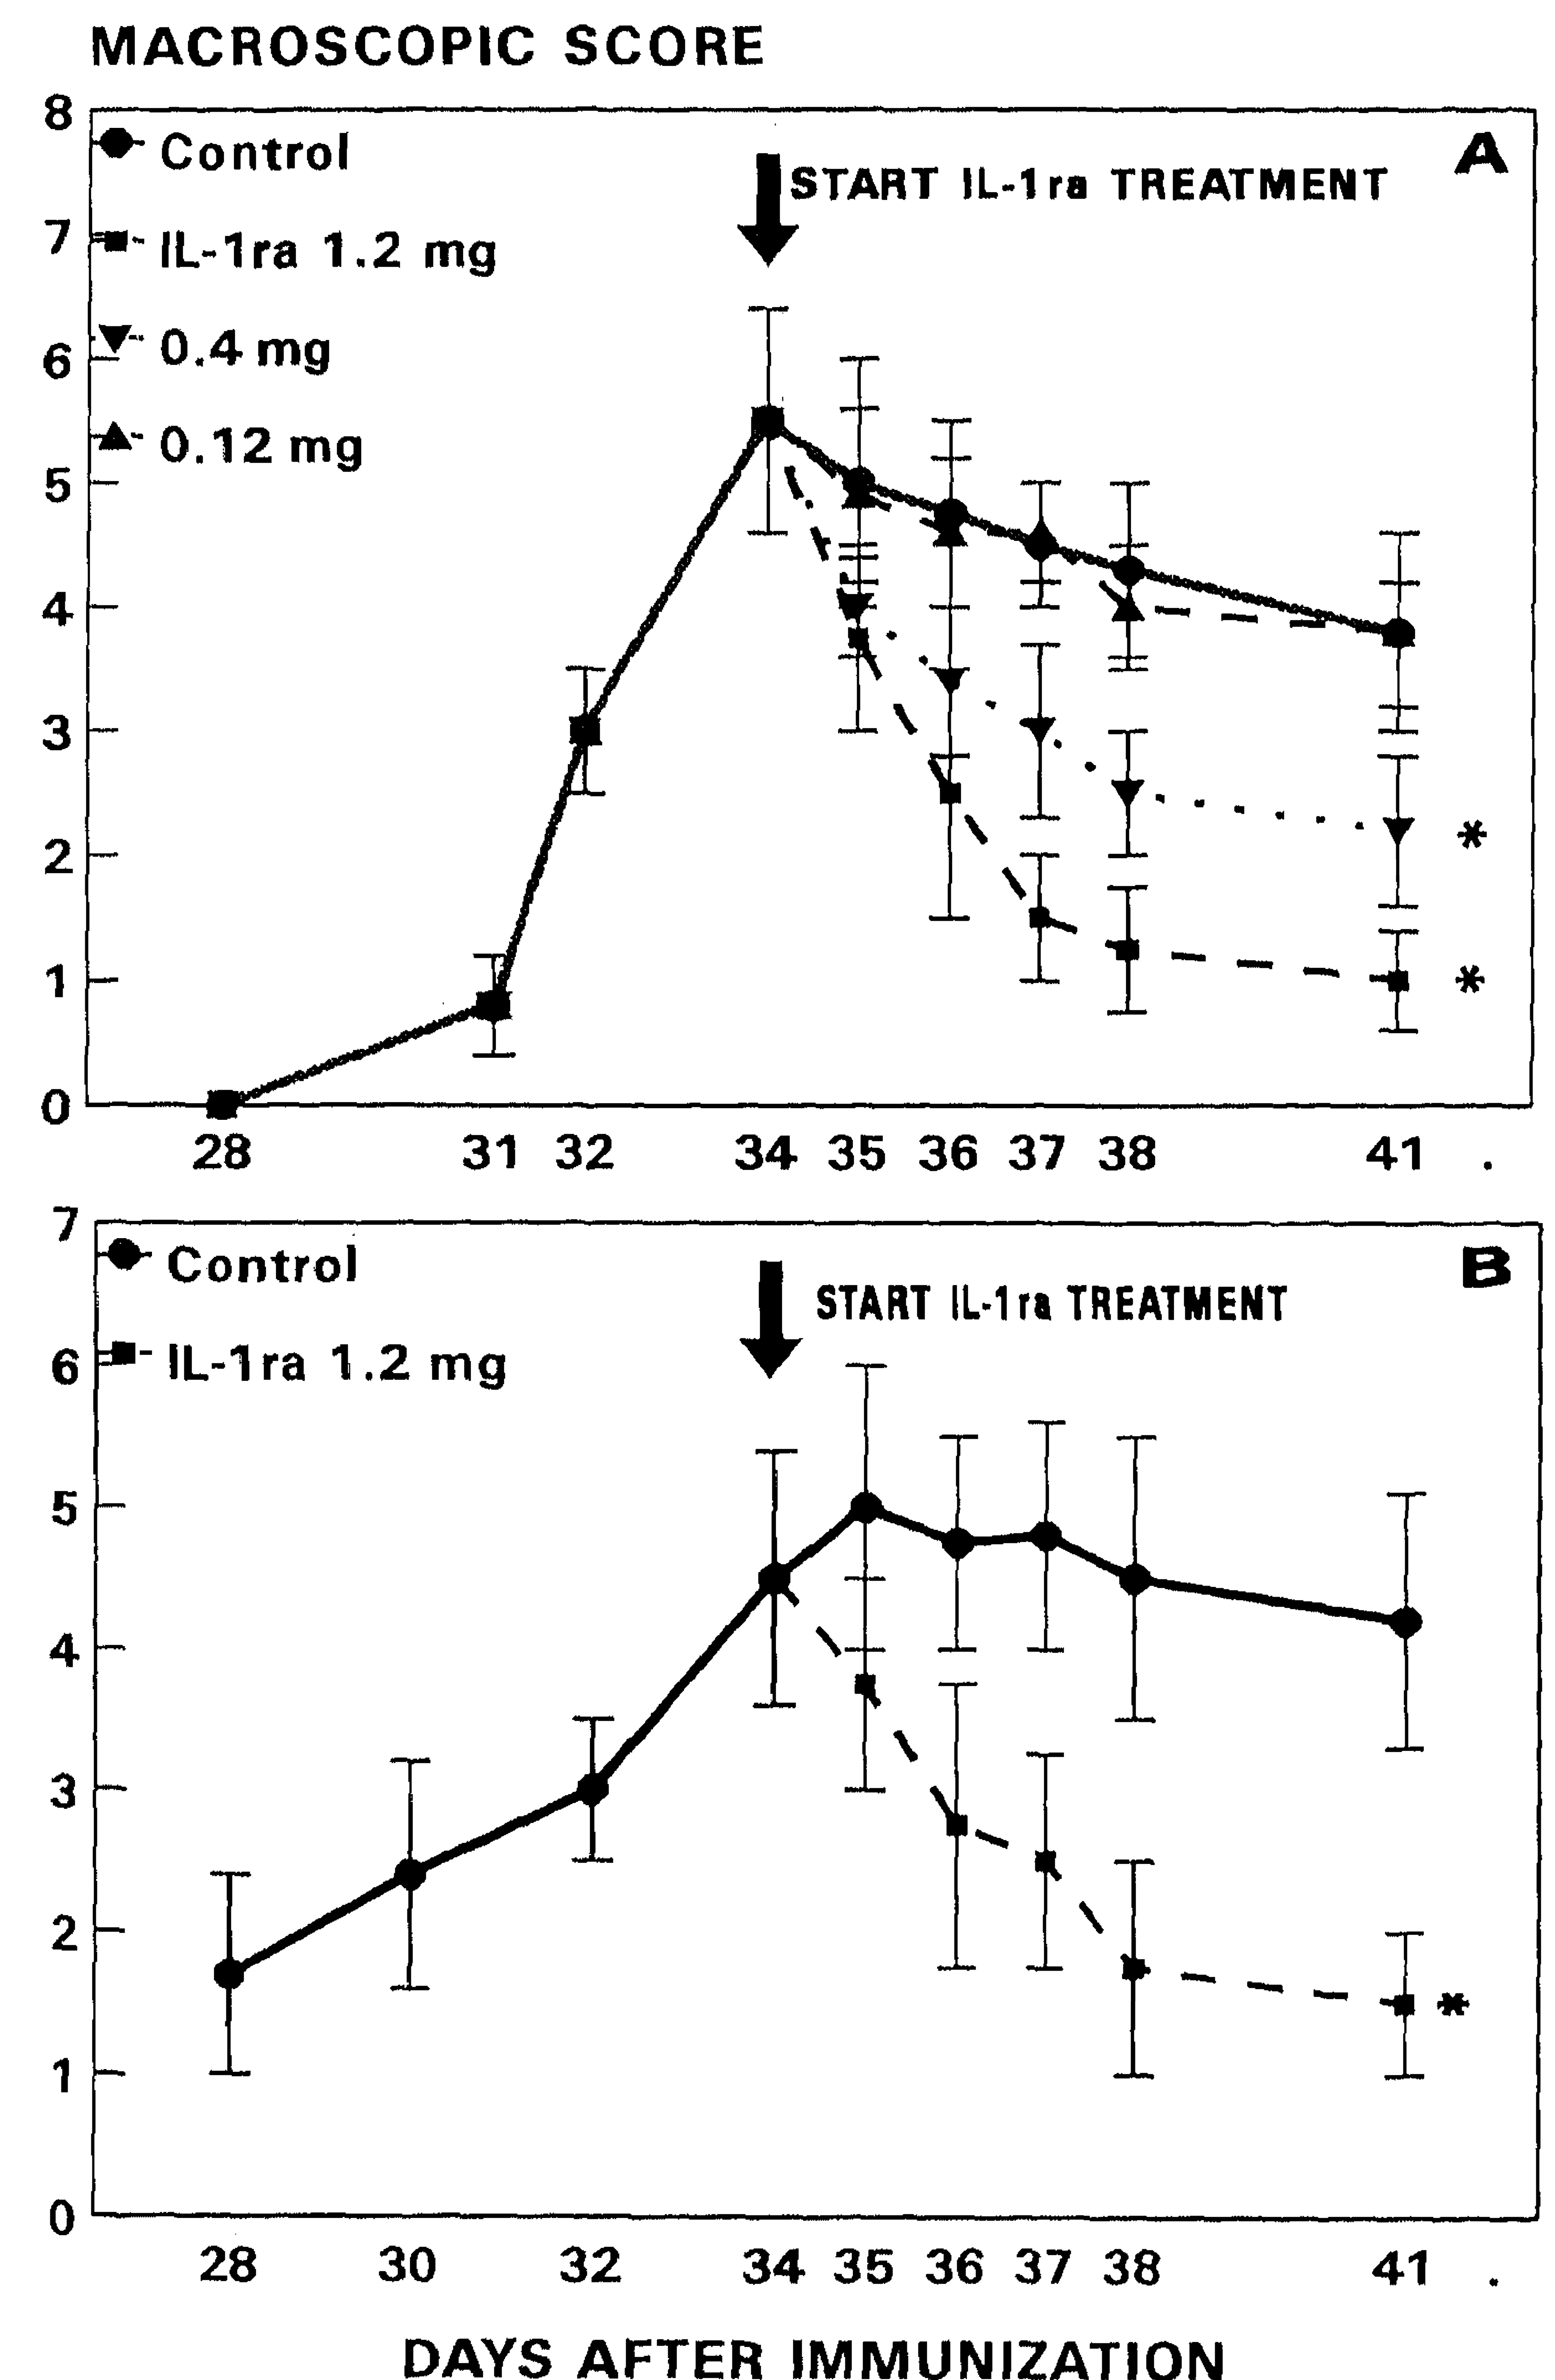 MACROSCOPIC SCORE
8
Control
A
START IL-1ra TREATMENT
7
IL-1ra 1.2 mg
6
0.4 mg
0.12 mg
5
4
3
2
*
1
*
0
28 31 32 34 35 36 37 38 41 .
7
Control
B
START IL-1ra TREATMENT
6
IL-1ra 1.2 mg
5
4
3
2
*
1
0
28 30 32 34 35 36 37 38 41 .
DAYS AFTER IMMUNIZATION